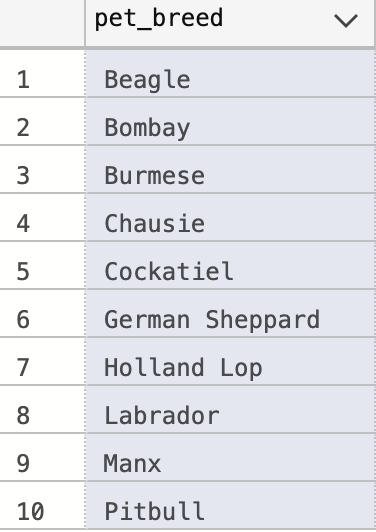 pet_breed
1 Beagle
2 Bombay
3 Burmese
4 Chausie
5 Cockatiel
6 German Sheppard
7 Holland Lop
8 Labrador
9 Manx
10 Pitbull